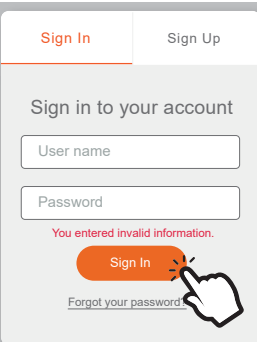 Sign In
Sign Up
Sign in to your account
User name
Password
You entered invalid information.
Sign In
Forgot your password?